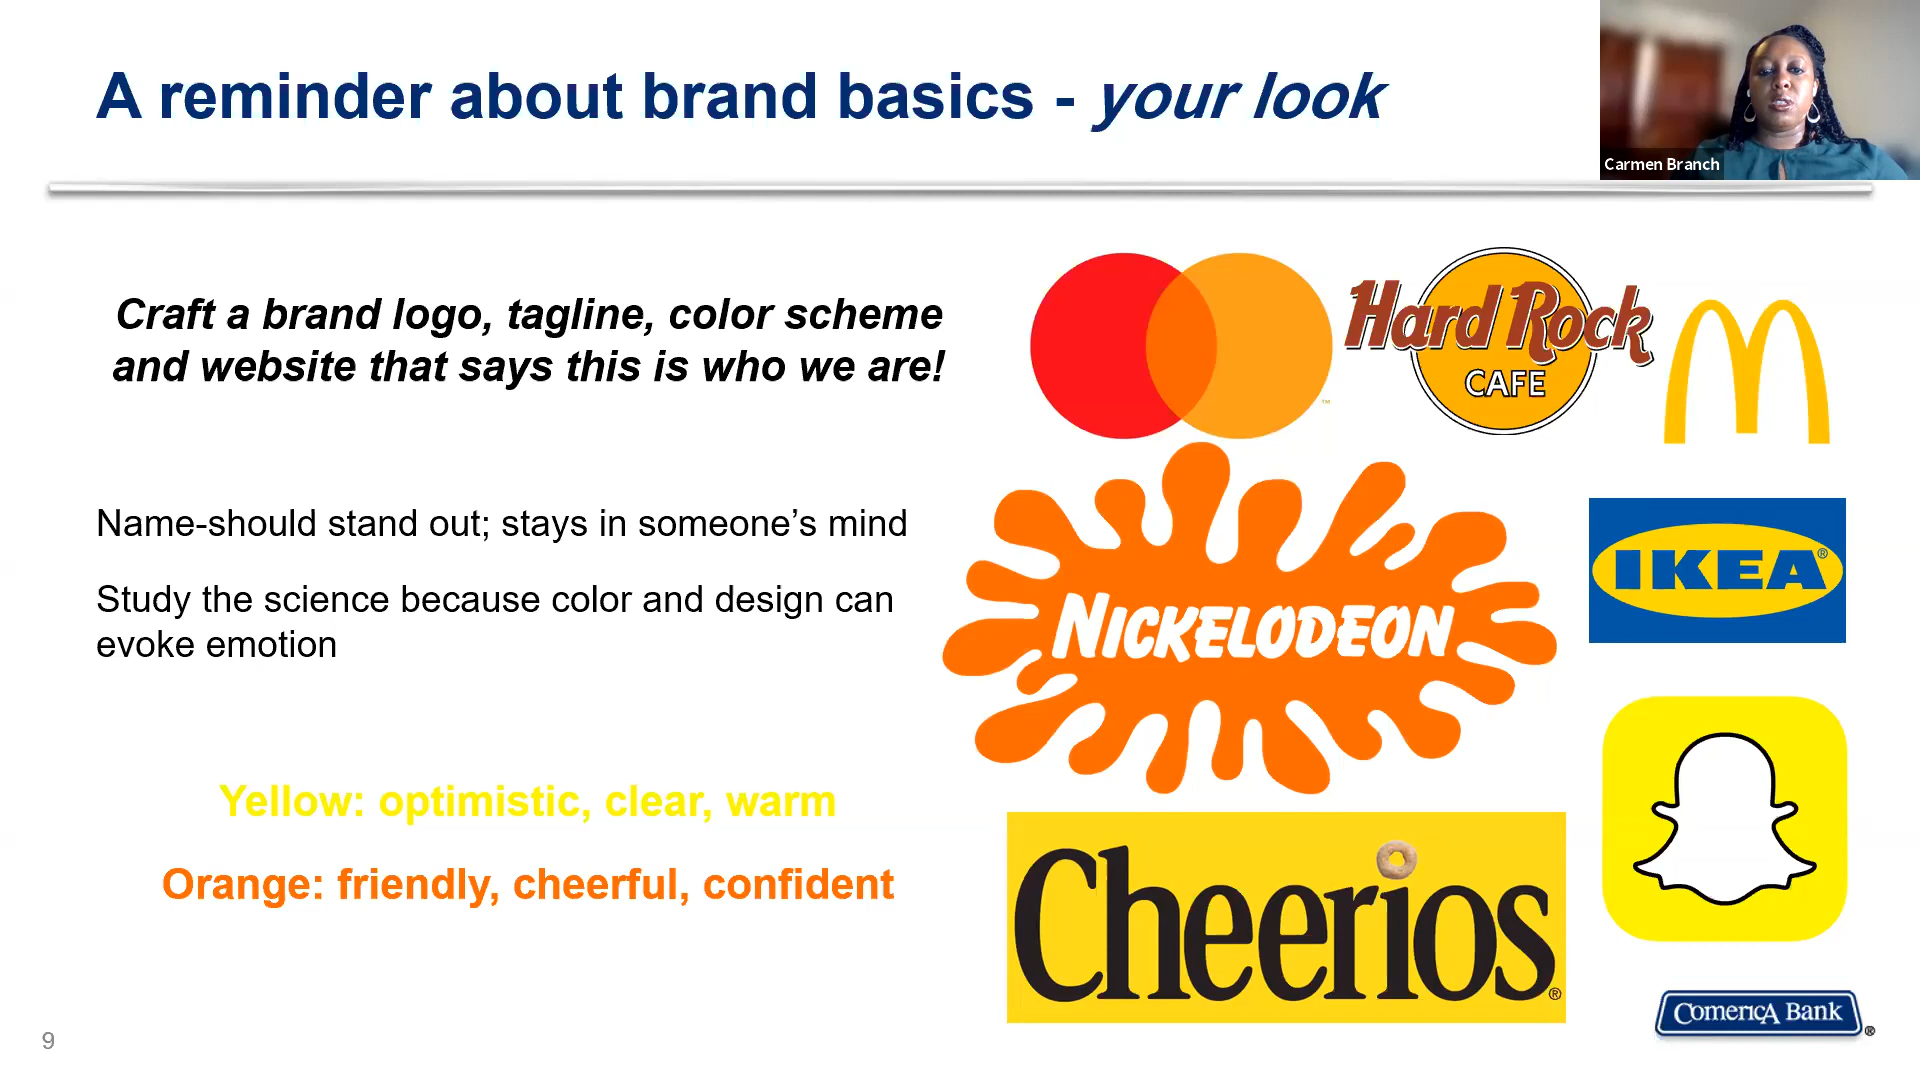 A reminder about brand basics - your look
Carmen Branch
Craft a brand logo, tagline, color scheme
and website that says this is who we are!
Name-should stand out; stays in someone’s mind
Study the science because color and design can
evoke emotion
Yellow: optimistic, clear, warm
Orange: friendly, cheerful, confident
™
Hard Rock
CAFE
NICKELODEON
IKEA®
Cheerios®
ComericA Bank®
9